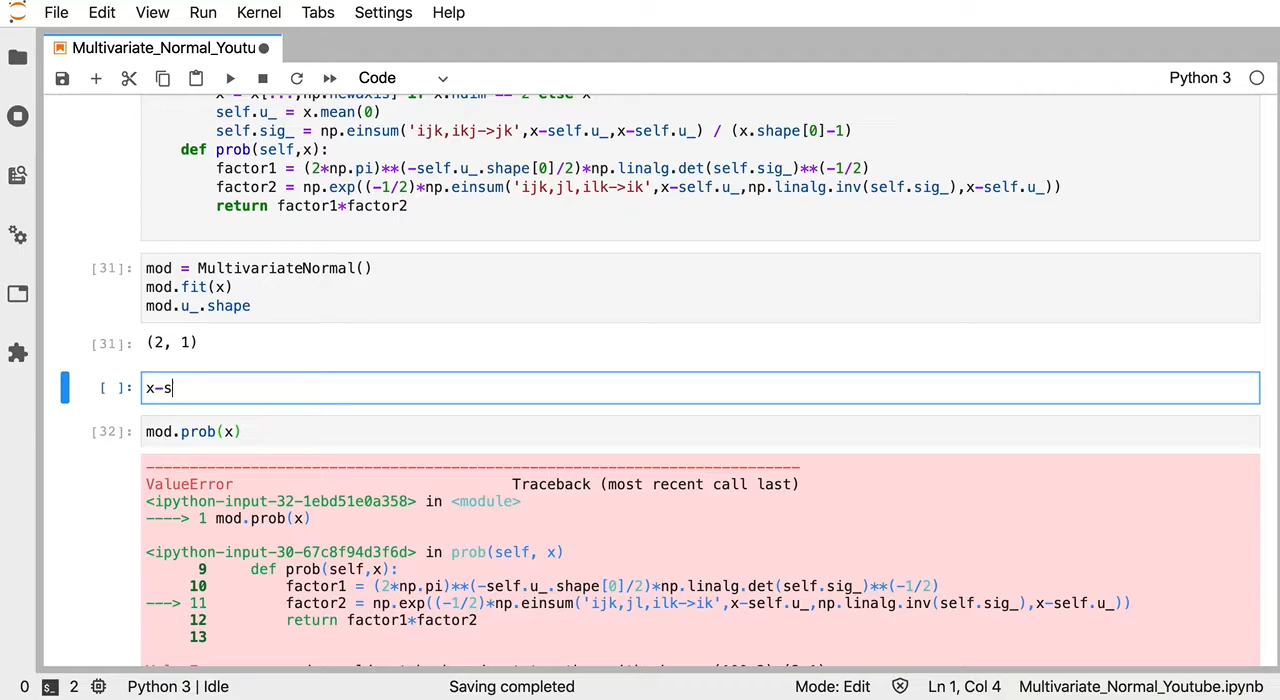 File Edit View Run Kernel Tabs Settings Help
Multivariate_Normal_Youtu
Code Python 3
x = x[...,np.newaxis] if x.ndim == 2 else x
self.u_ = x.mean(0)
self.sig_ = np.einsum('ijk,ikj->jk',x-self.u_,x-self.u_) / (x.shape[0]-1)
def prob(self,x):
factor1 = (2*np.pi)**(-self.u_.shape[0]/2)*np.linalg.det(self.sig_)**(-1/2)
factor2 = np.exp((-1/2)*np.einsum('ijk,jl,ilk->ik',x-self.u_,np.linalg.inv(self.sig_),x-self.u_))
return factor1*factor2
[31]: mod = MultivariateNormal()
mod.fit(x)
mod.u_.shape
[31]: (2, 1)
[ ]: x-s
[32]: mod.prob(x)
---------------------------------------------------------------------------
ValueError Traceback (most recent call last)
<ipython-input-32-1ebd51e0a358> in <module>
----> 1 mod.prob(x)
<ipython-input-30-67c8f94d3f6d> in prob(self, x)
9 def prob(self,x):
10 factor1 = (2*np.pi)**(-self.u_.shape[0]/2)*np.linalg.det(self.sig_)**(-1/2)
---> 11 factor2 = np.exp((-1/2)*np.einsum('ijk,jl,ilk->ik',x-self.u_,np.linalg.inv(self.sig_),x-self.u_))
12 return factor1*factor2
13
0 $_ 2 Python 3 | Idle Saving completed Mode: Edit Ln 1, Col 4 Multivariate_Normal_Youtube.ipynb